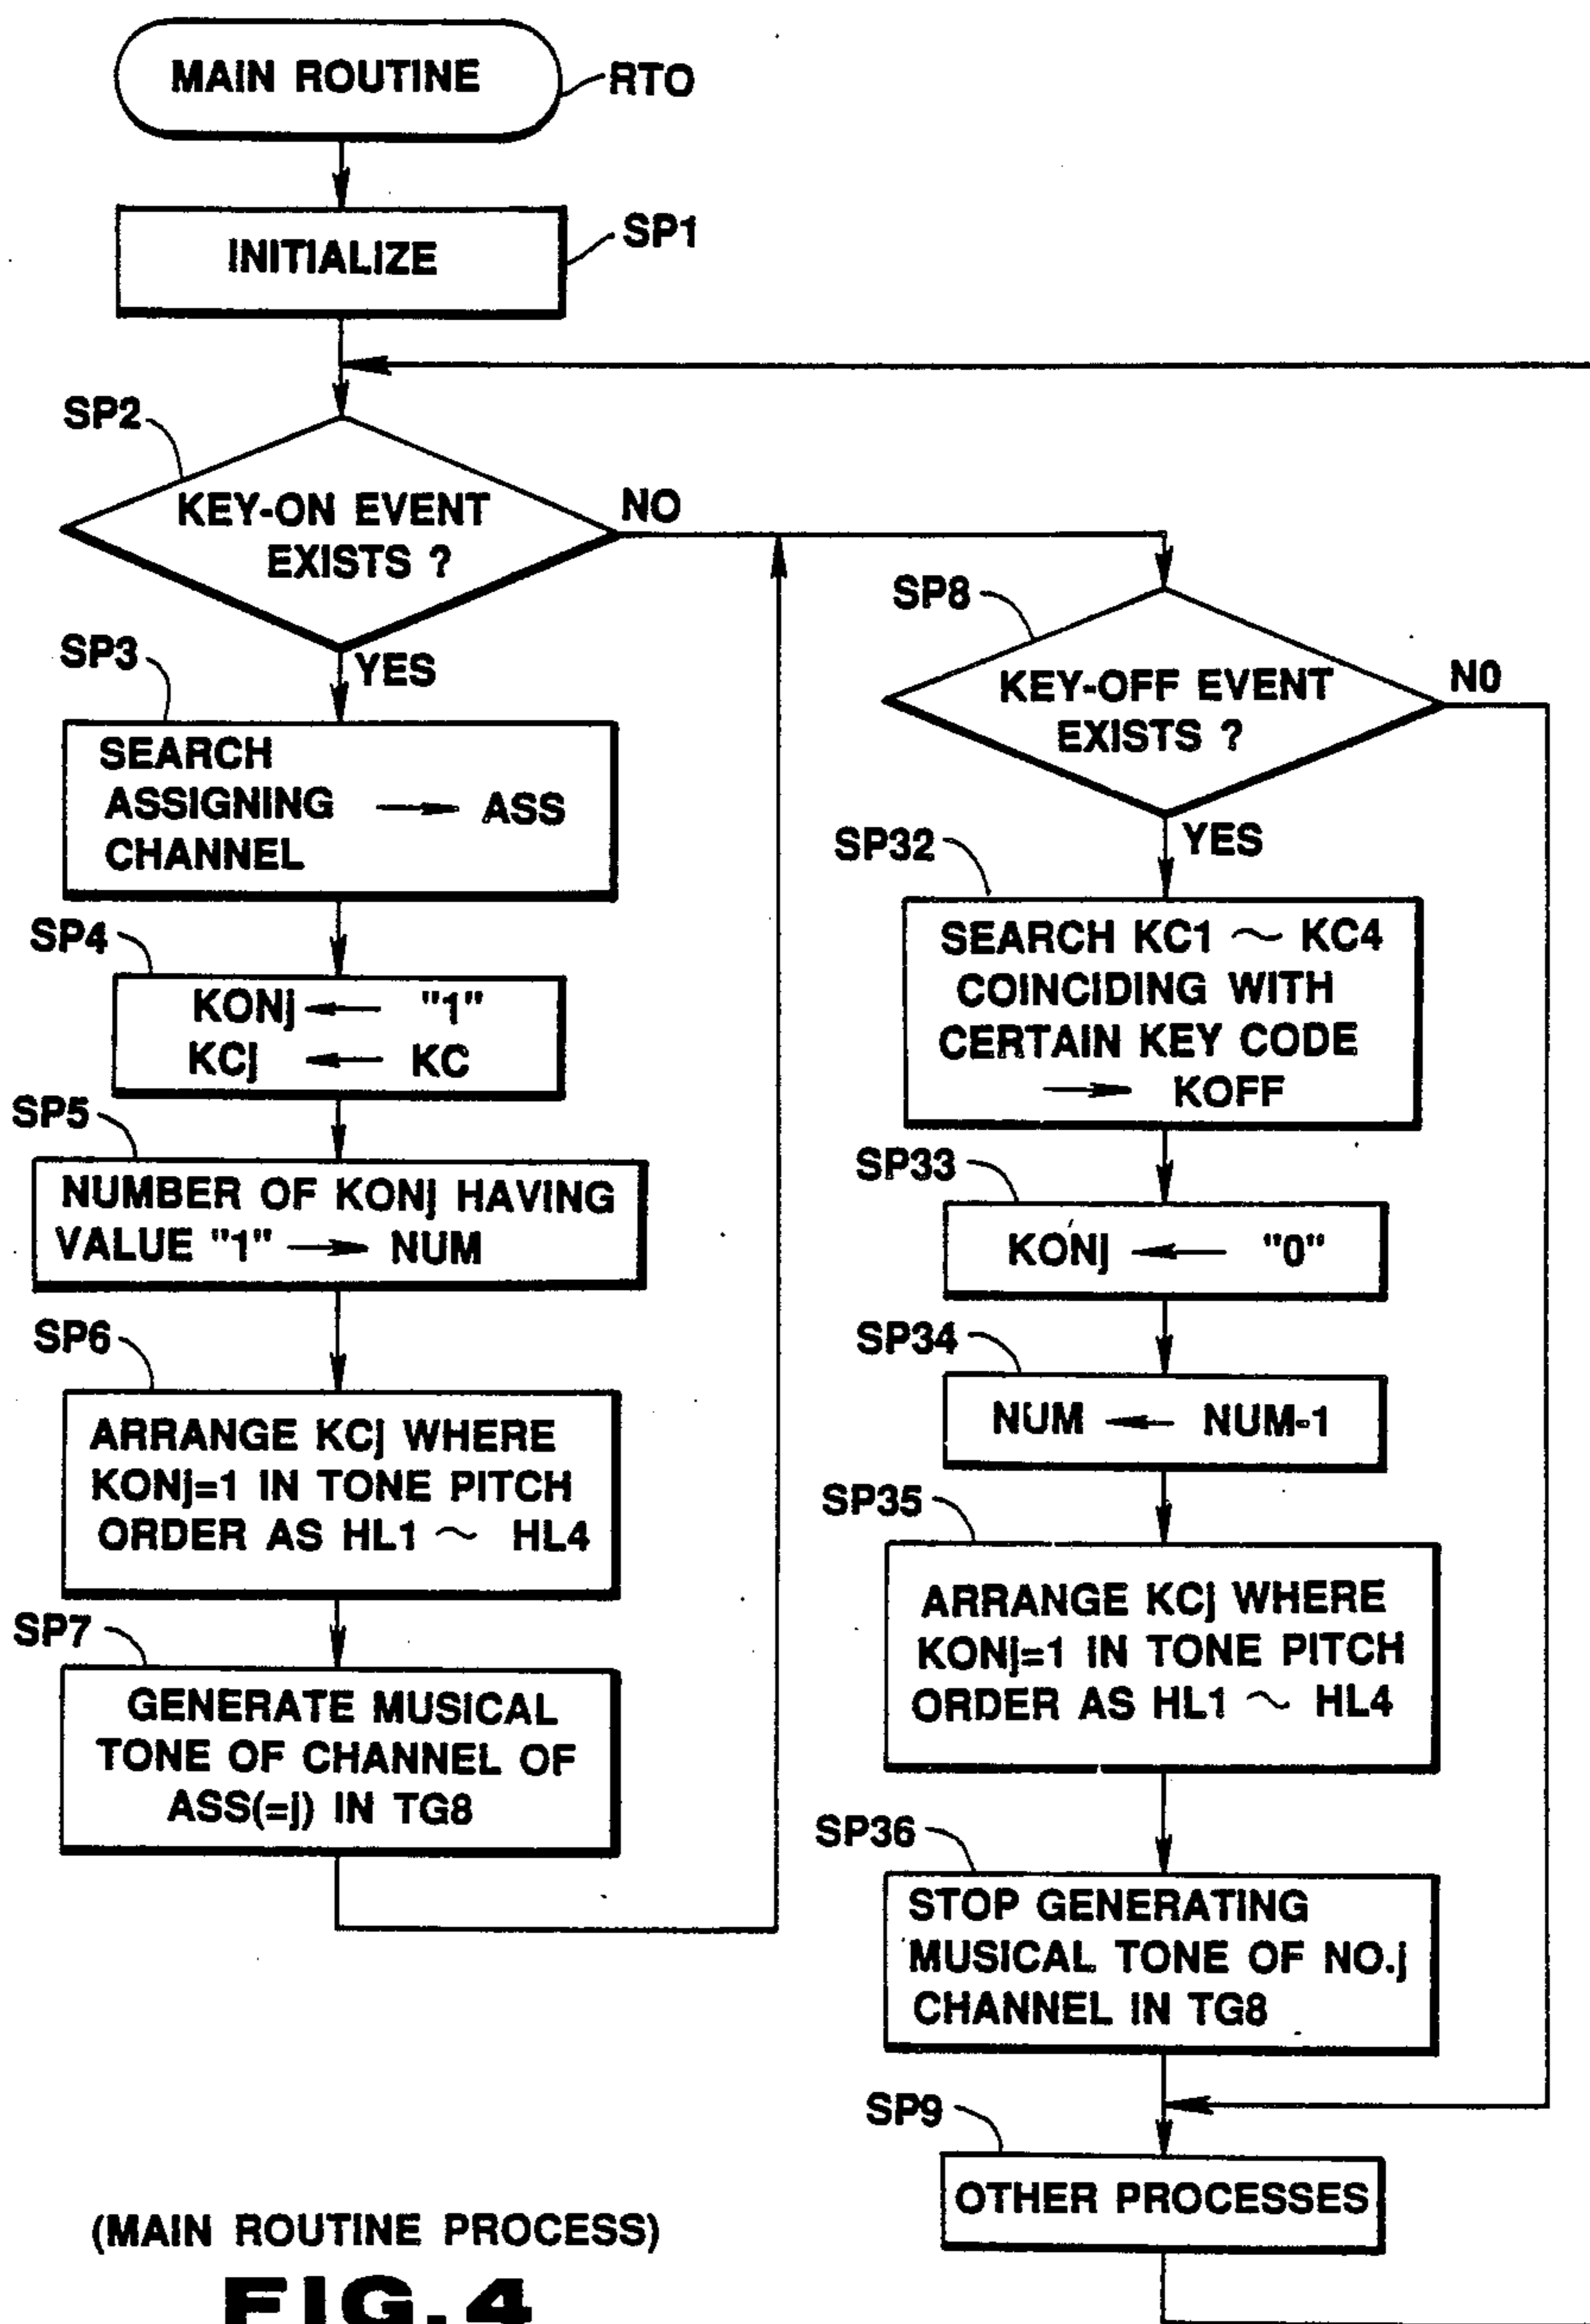 MAIN ROUTINE
RTO
INITIALIZE
SP1
SP2
KEY-ON EVENT
EXISTS ?
NO
YES
SP3
SEARCH
ASSIGNING → ASS
CHANNEL
SP4
KONj ← "1"
KCj ← KC
SP5
NUMBER OF KONj HAVING
VALUE "1" → NUM
SP6
ARRANGE KCj WHERE
KONj=1 IN TONE PITCH
ORDER AS HL1 ~ HL4
SP7
GENERATE MUSICAL
TONE OF CHANNEL OF
ASS(=j) IN TG8
SP8
KEY-OFF EVENT
EXISTS ?
NO
YES
SP32
SEARCH KC1 ~ KC4
COINCIDING WITH
CERTAIN KEY CODE
→ KOFF
SP33
KONj ← "0"
SP34
NUM ← NUM-1
SP35
ARRANGE KCj WHERE
KONj=1 IN TONE PITCH
ORDER AS HL1 ~ HL4
SP36
STOP GENERATING
MUSICAL TONE OF NO.j
CHANNEL IN TG8
SP9
OTHER PROCESSES
(MAIN ROUTINE PROCESS)
FIG.4